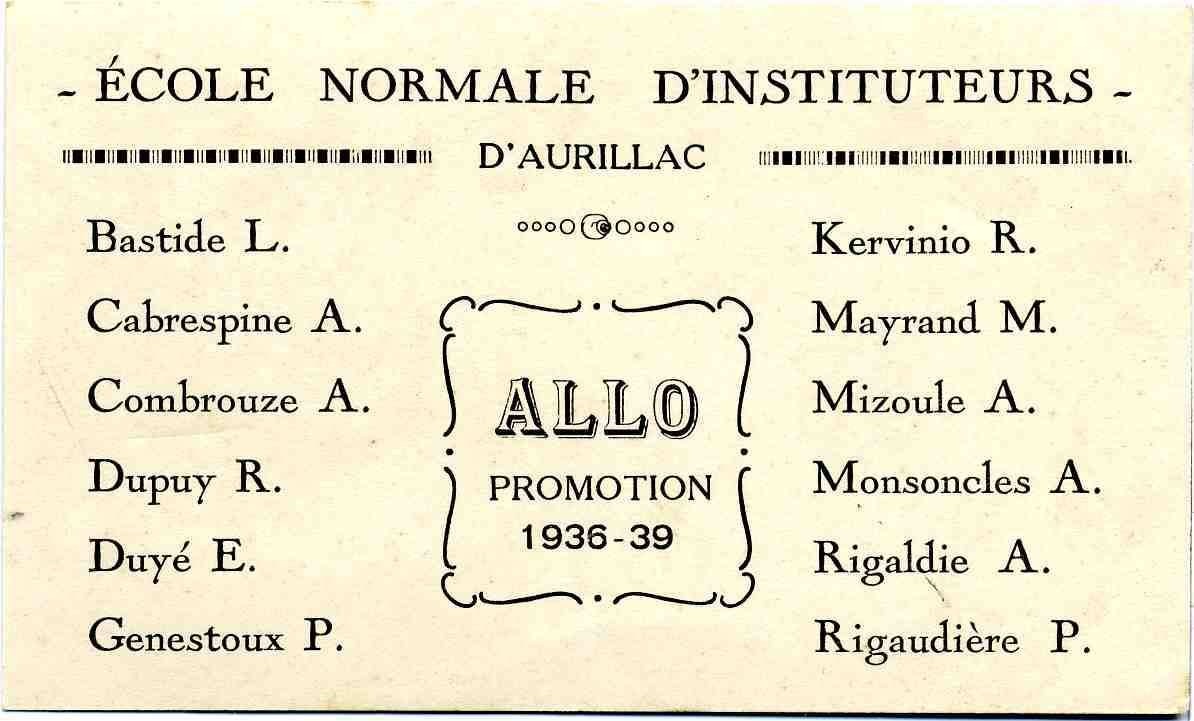 - ÉCOLE NORMALE D'INSTITUTEURS -
D'AURILLAC
Bastide L.
Cabrespine A.
Combrouze A.
Dupuy R.
Duyé E.
Genestoux P.
ALLO
PROMOTION
1936-39
Kervinio R.
Mayrand M.
Mizoule A.
Monsoncles A.
Rigaldie A.
Rigaudière P.